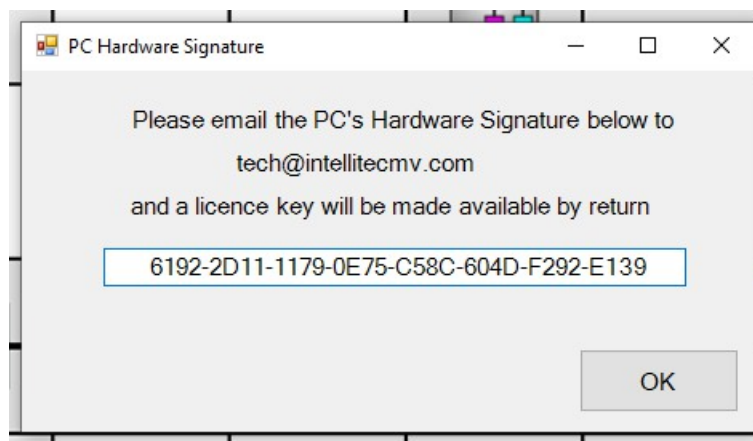 PC Hardware Signature
Please email the PC's Hardware Signature below to
tech@intellitecmv.com
and a licence key will be made available by return
6192-2D11-1179-0E75-C58C-604D-F292-E139
OK